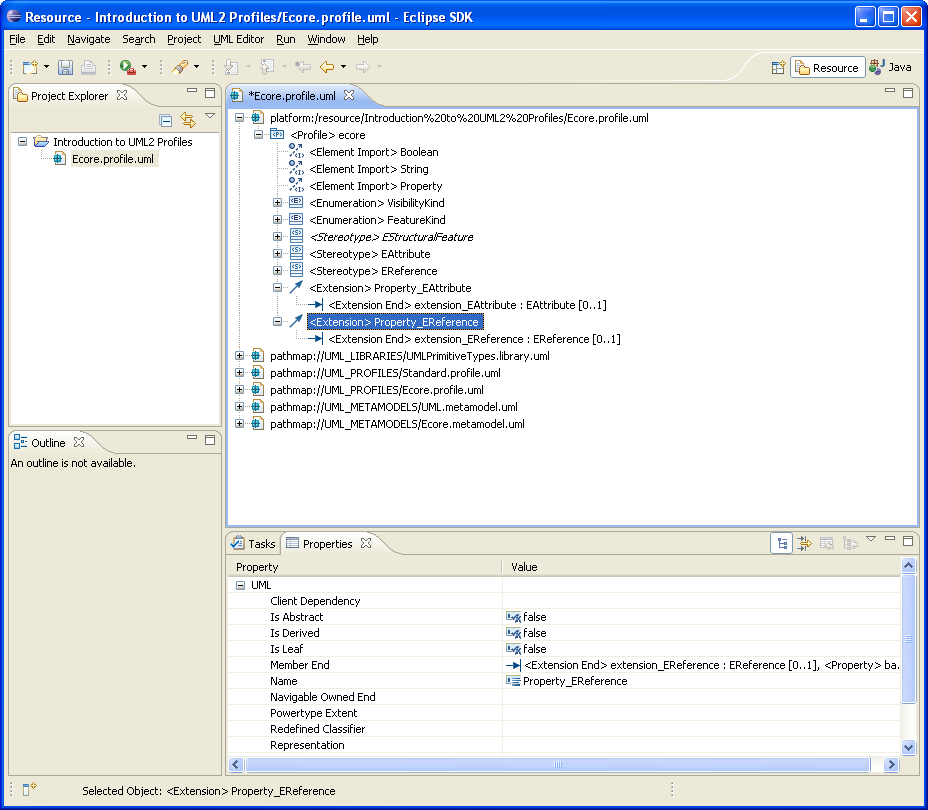 Resource - Introduction to UML2 Profiles/Ecore.profile.uml - Eclipse SDK
File Edit Navigate Search Project UML Editor Run Window Help
Resource Java
Project Explorer
Introduction to UML2 Profiles
Ecore.profile.uml
*Ecore.profile.uml
platform:/resource/Introduction%20to%20UML2%20Profiles/Ecore.profile.uml
<Profile> ecore
<Element Import> Boolean
<Element Import> String
<Element Import> Property
<Enumeration> VisibilityKind
<Enumeration> FeatureKind
<Stereotype> EStructuralFeature
<Stereotype> EAttribute
<Stereotype> EReference
<Extension> Property_EAttribute
<Extension End> extension_EAttribute : EAttribute [0..1]
<Extension> Property_EReference
<Extension End> extension_EReference : EReference [0..1]
pathmap://UML_LIBRARIES/UMLPrimitiveTypes.library.uml
pathmap://UML_PROFILES/Standard.profile.uml
pathmap://UML_PROFILES/Ecore.profile.uml
pathmap://UML_METAMODELS/UML.metamodel.uml
pathmap://UML_METAMODELS/Ecore.metamodel.uml
Outline
An outline is not available.
Tasks Properties
Property Value
UML
Client Dependency
Is Abstract false
Is Derived false
Is Leaf false
Member End <Extension End> extension_EReference : EReference [0..1], <Property> ba.
Name Property_EReference
Navigable Owned End
Powertype Extent
Redefined Classifier
Representation
Selected Object: <Extension> Property_EReference